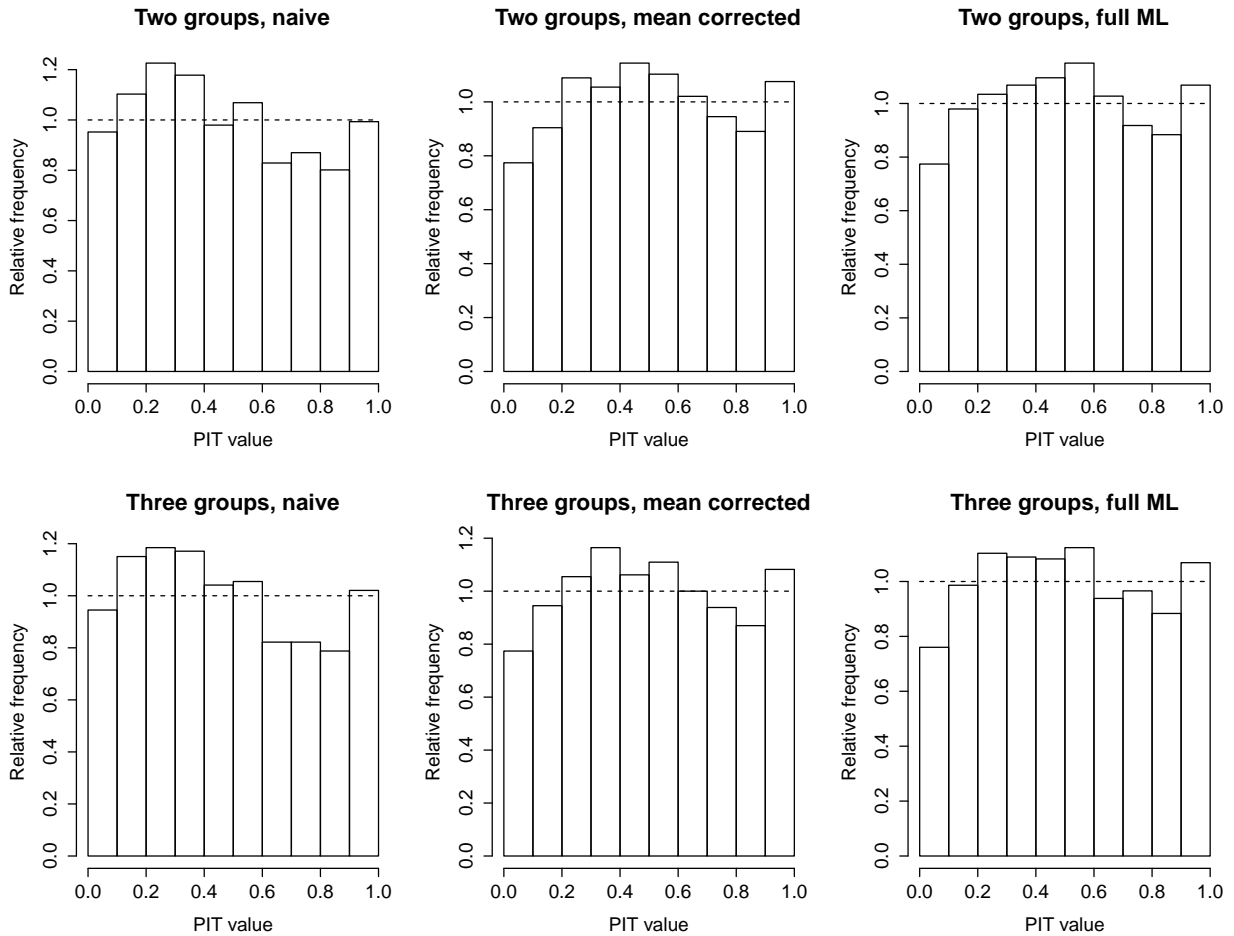 Two groups, naive
Relative frequency
0.0 0.2 0.4 0.6 0.8 1.0 1.2
0.0 0.2 0.4 0.6 0.8 1.0
PIT value
Two groups, mean corrected
Relative frequency
0.0 0.2 0.4 0.6 0.8 1.0
0.0 0.2 0.4 0.6 0.8 1.0
PIT value
Two groups, full ML
Relative frequency
0.0 0.2 0.4 0.6 0.8 1.0
0.0 0.2 0.4 0.6 0.8 1.0
PIT value
Three groups, naive
Relative frequency
0.0 0.2 0.4 0.6 0.8 1.0 1.2
0.0 0.2 0.4 0.6 0.8 1.0
PIT value
Three groups, mean corrected
Relative frequency
0.0 0.2 0.4 0.6 0.8 1.0 1.2
0.0 0.2 0.4 0.6 0.8 1.0
PIT value
Three groups, full ML
Relative frequency
0.0 0.2 0.4 0.6 0.8 1.0
0.0 0.2 0.4 0.6 0.8 1.0
PIT value